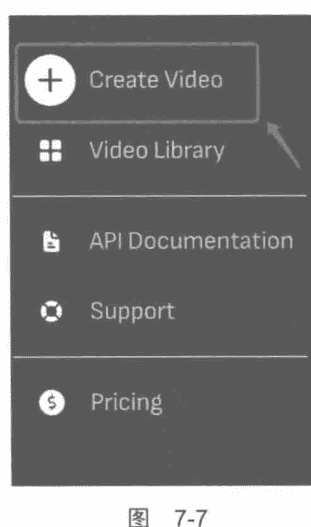 Create Video
Video Library
API Documentation
Support
$ Pricing
图 7-7